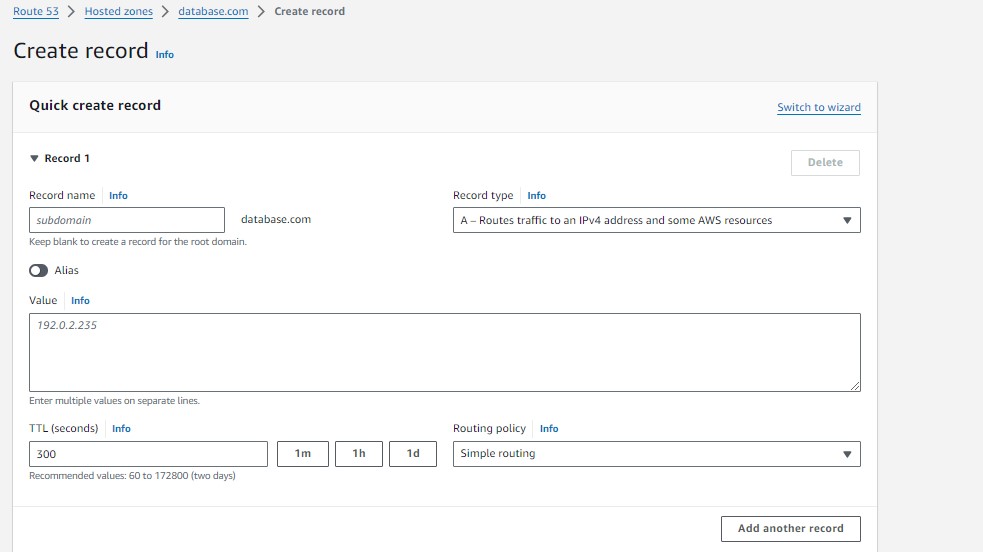 Route 53 > Hosted zones > database.com > Create record
Create record Info
Quick create record
Switch to wizard
Record 1
Delete
Record name Info
subdomain
database.com
Keep blank to create a record for the root domain.
Record type Info
A – Routes traffic to an IPv4 address and some AWS resources
Alias
Value Info
192.0.2.235
Enter multiple values on separate lines.
TTL (seconds) Info
300
1m 1h 1d
Recommended values: 60 to 172800 (two days)
Routing policy Info
Simple routing
Add another record